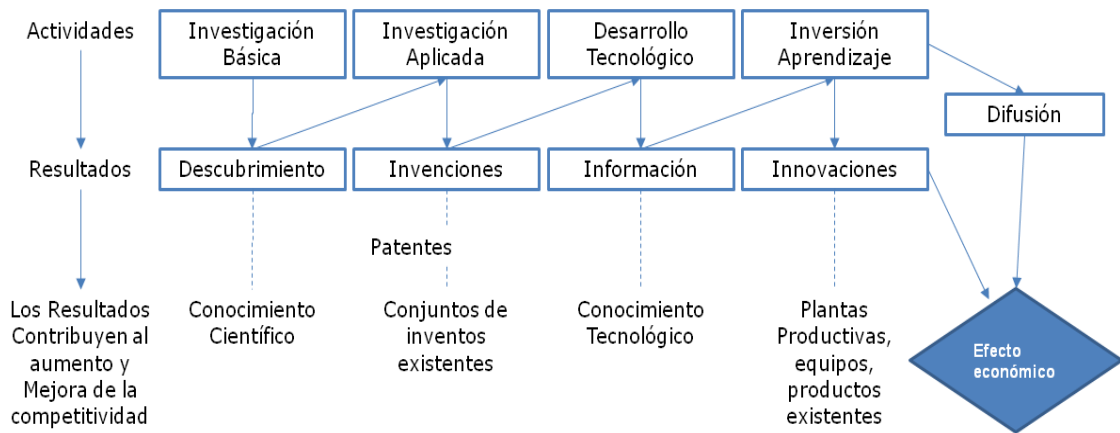 Actividades
Investigación
Básica
Investigación
Aplicada
Desarrollo
Tecnológico
Inversión
Aprendizaje
Difusión
Resultados
Descubrimiento
Invenciones
Información
Innovaciones
Patentes
Los Resultados
Contribuyen al
aumento y
Mejora de la
competitividad
Conocimiento
Científico
Conjuntos de
inventos
existentes
Conocimiento
Tecnológico
Plantas
Productivas,
equipos,
productos
existentes
Efecto
económico